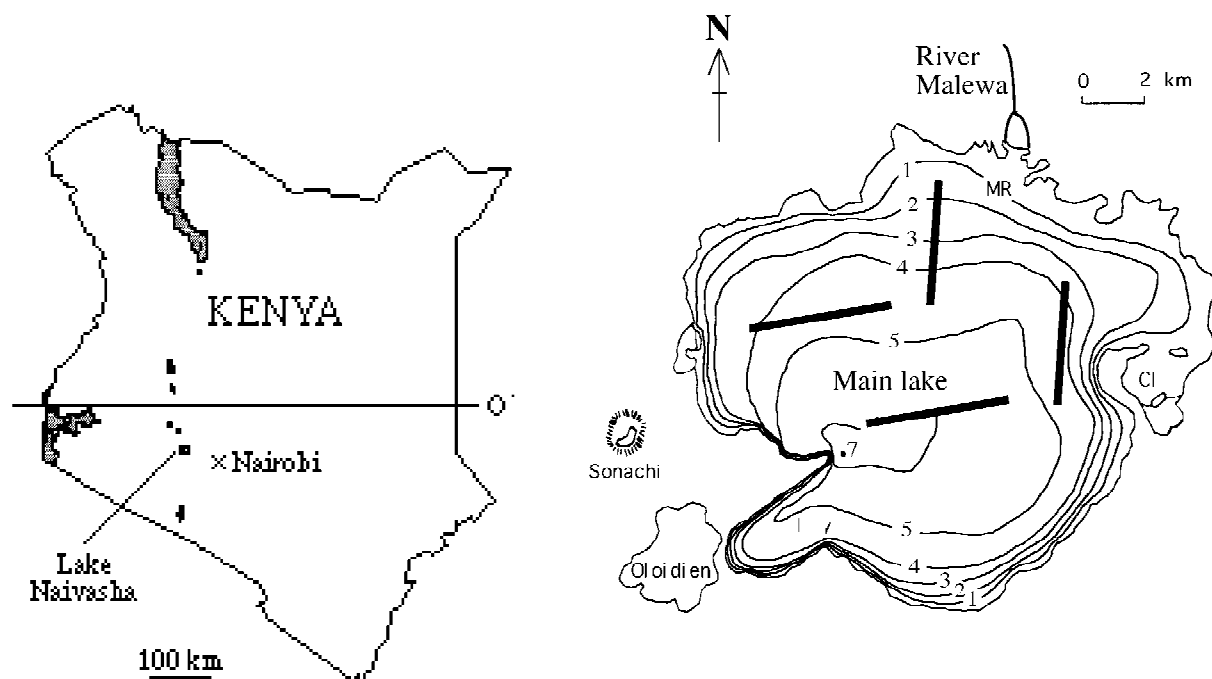 KENYA
O°
× Nairobi
Lake
Naivasha
100 km
N
River
Malewa
0 2 km
1
MR
2
3
4
5
Main lake
CI
7
Sonachi
5
4
Oloidien
3
2
1